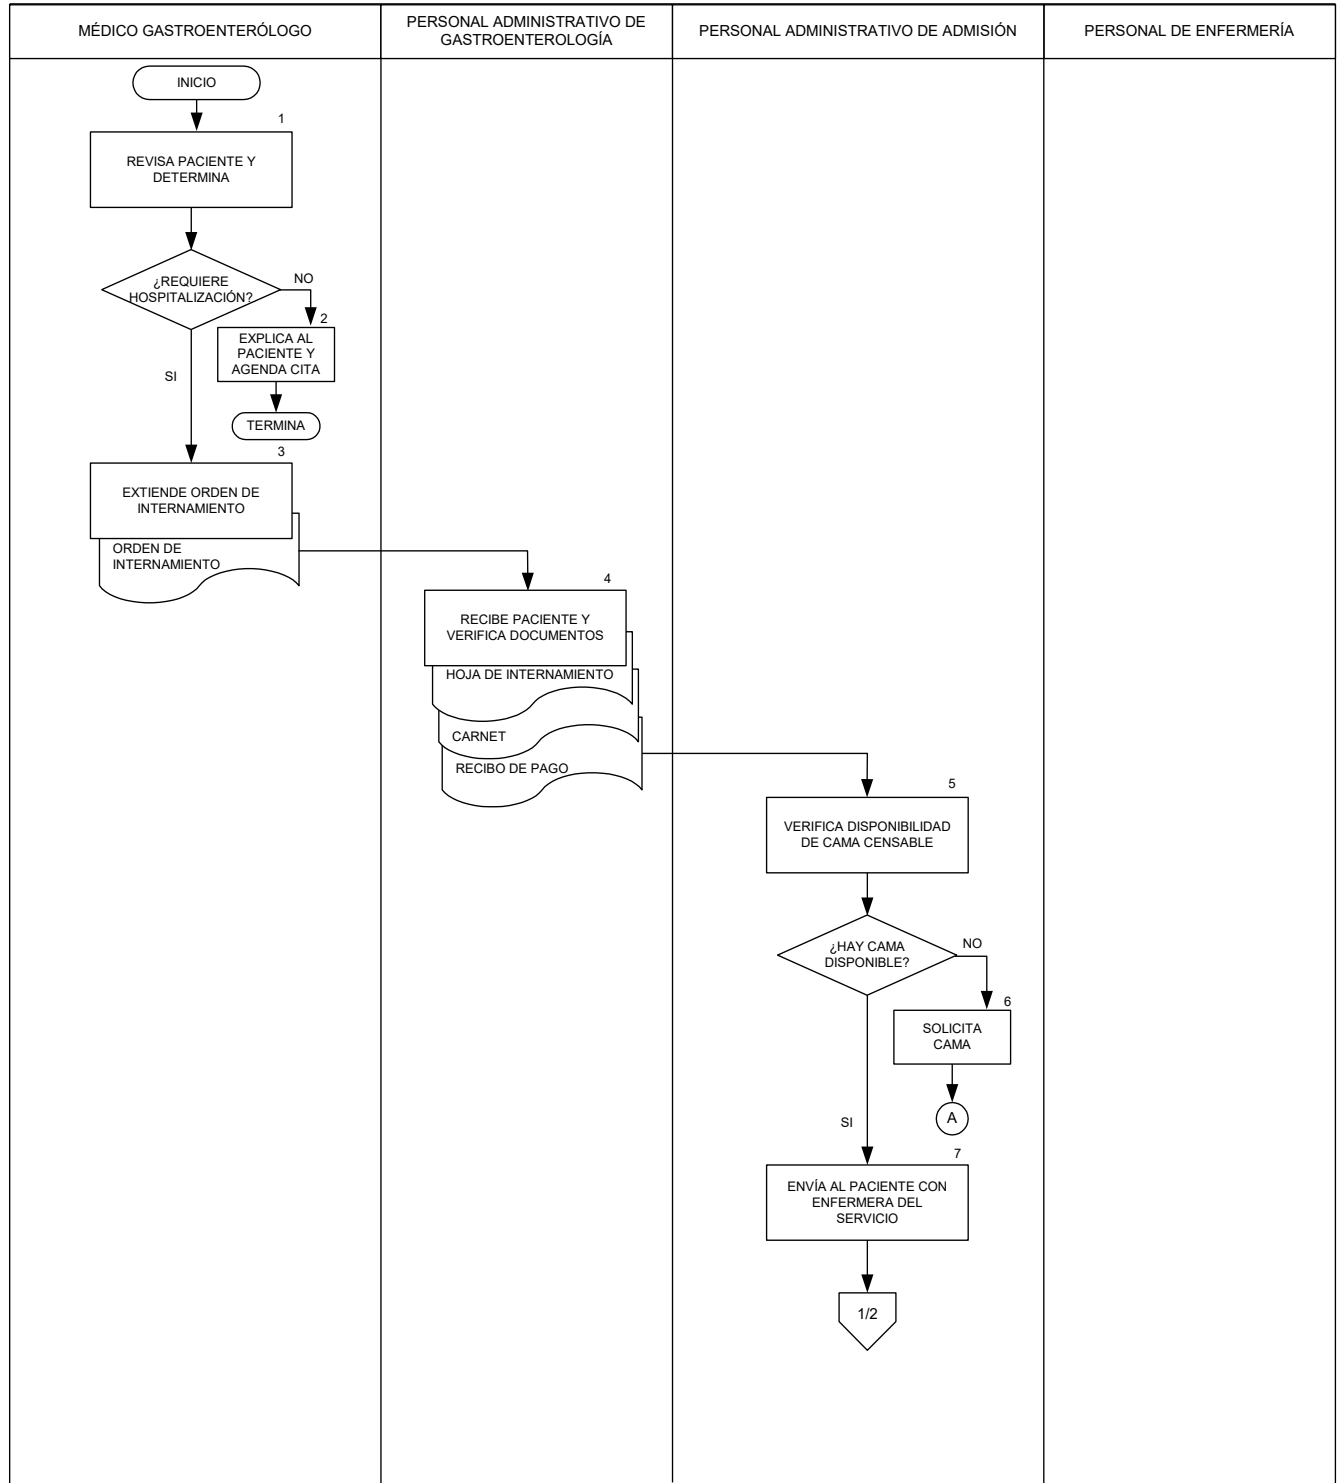 MÉDICO GASTROENTERÓLOGO
PERSONAL ADMINISTRATIVO DE
GASTROENTEROLOGÍA
PERSONAL ADMINISTRATIVO DE ADMISIÓN
PERSONAL DE ENFERMERÍA
INICIO
1
REVISA PACIENTE Y
DETERMINA
¿REQUIERE
HOSPITALIZACIÓN?
NO
2
EXPLICA AL
PACIENTE Y
AGENDA CITA
SI
TERMINA
3
EXTIENDE ORDEN DE
INTERNAMIENTO
ORDEN DE
INTERNAMIENTO
4
RECIBE PACIENTE Y
VERIFICA DOCUMENTOS
HOJA DE INTERNAMIENTO
CARNET
RECIBO DE PAGO
5
VERIFICA DISPONIBILIDAD
DE CAMA CENSABLE
¿HAY CAMA
DISPONIBLE?
NO
6
SOLICITA
CAMA
A
SI
7
ENVÍA AL PACIENTE CON
ENFERMERA DEL
SERVICIO
1/2